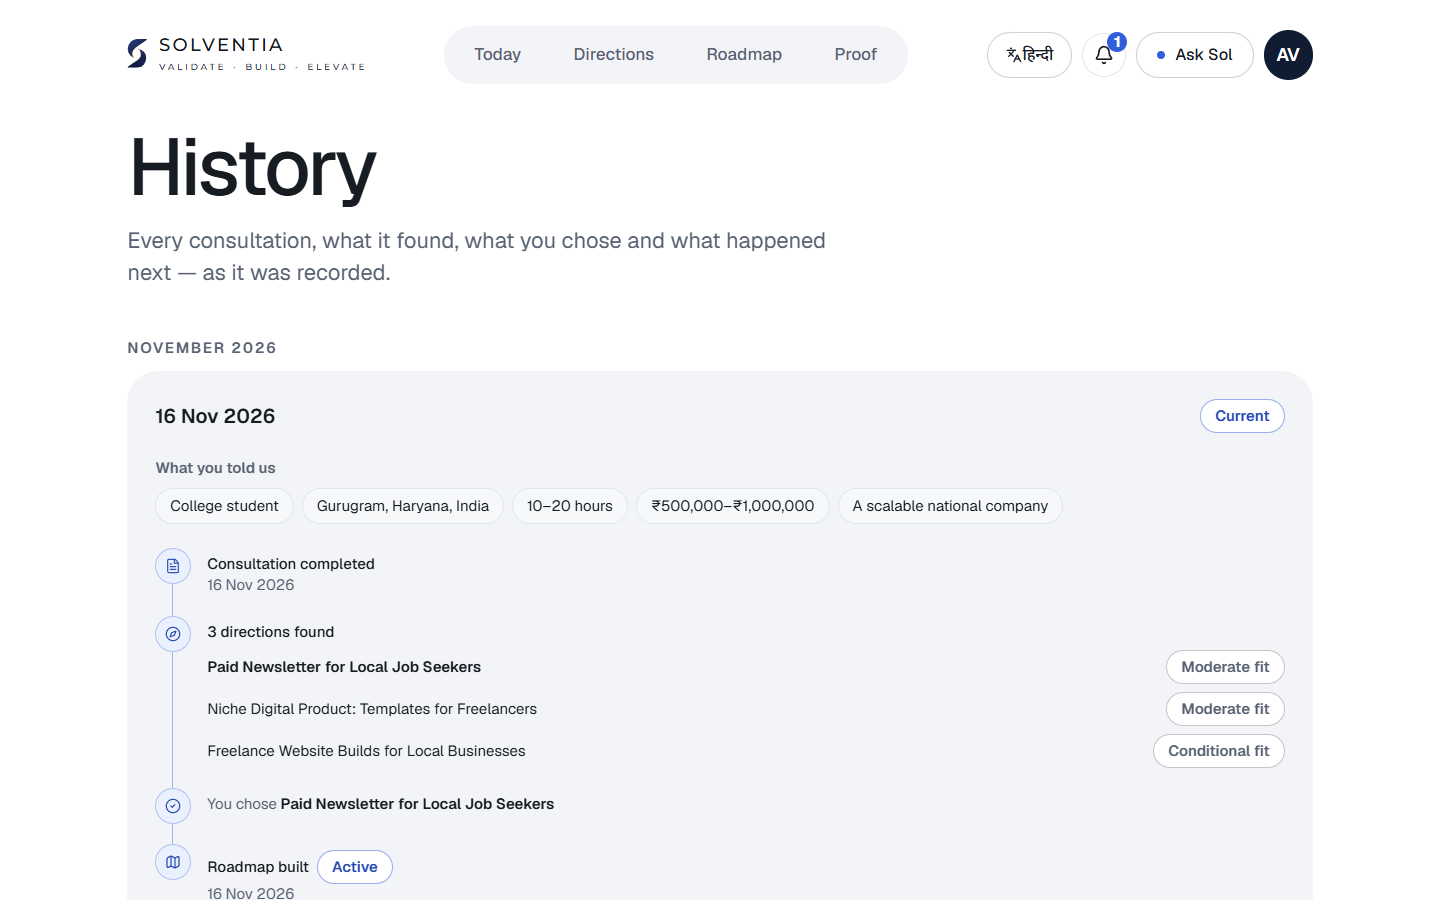 SOLVENTIA
VALIDATE · BUILD · ELEVATE
Today
Directions
Roadmap
Proof
हिन्दी
1
Ask Sol
AV
History
Every consultation, what it found, what you chose and what happened
next — as it was recorded.
NOVEMBER 2026
16 Nov 2026
Current
What you told us
College student
Gurugram, Haryana, India
10–20 hours
₹500,000–₹1,000,000
A scalable national company
Consultation completed
16 Nov 2026
3 directions found
Paid Newsletter for Local Job Seekers
Moderate fit
Niche Digital Product: Templates for Freelancers
Moderate fit
Freelance Website Builds for Local Businesses
Conditional fit
You chose Paid Newsletter for Local Job Seekers
Roadmap built
Active
16 Nov 2026